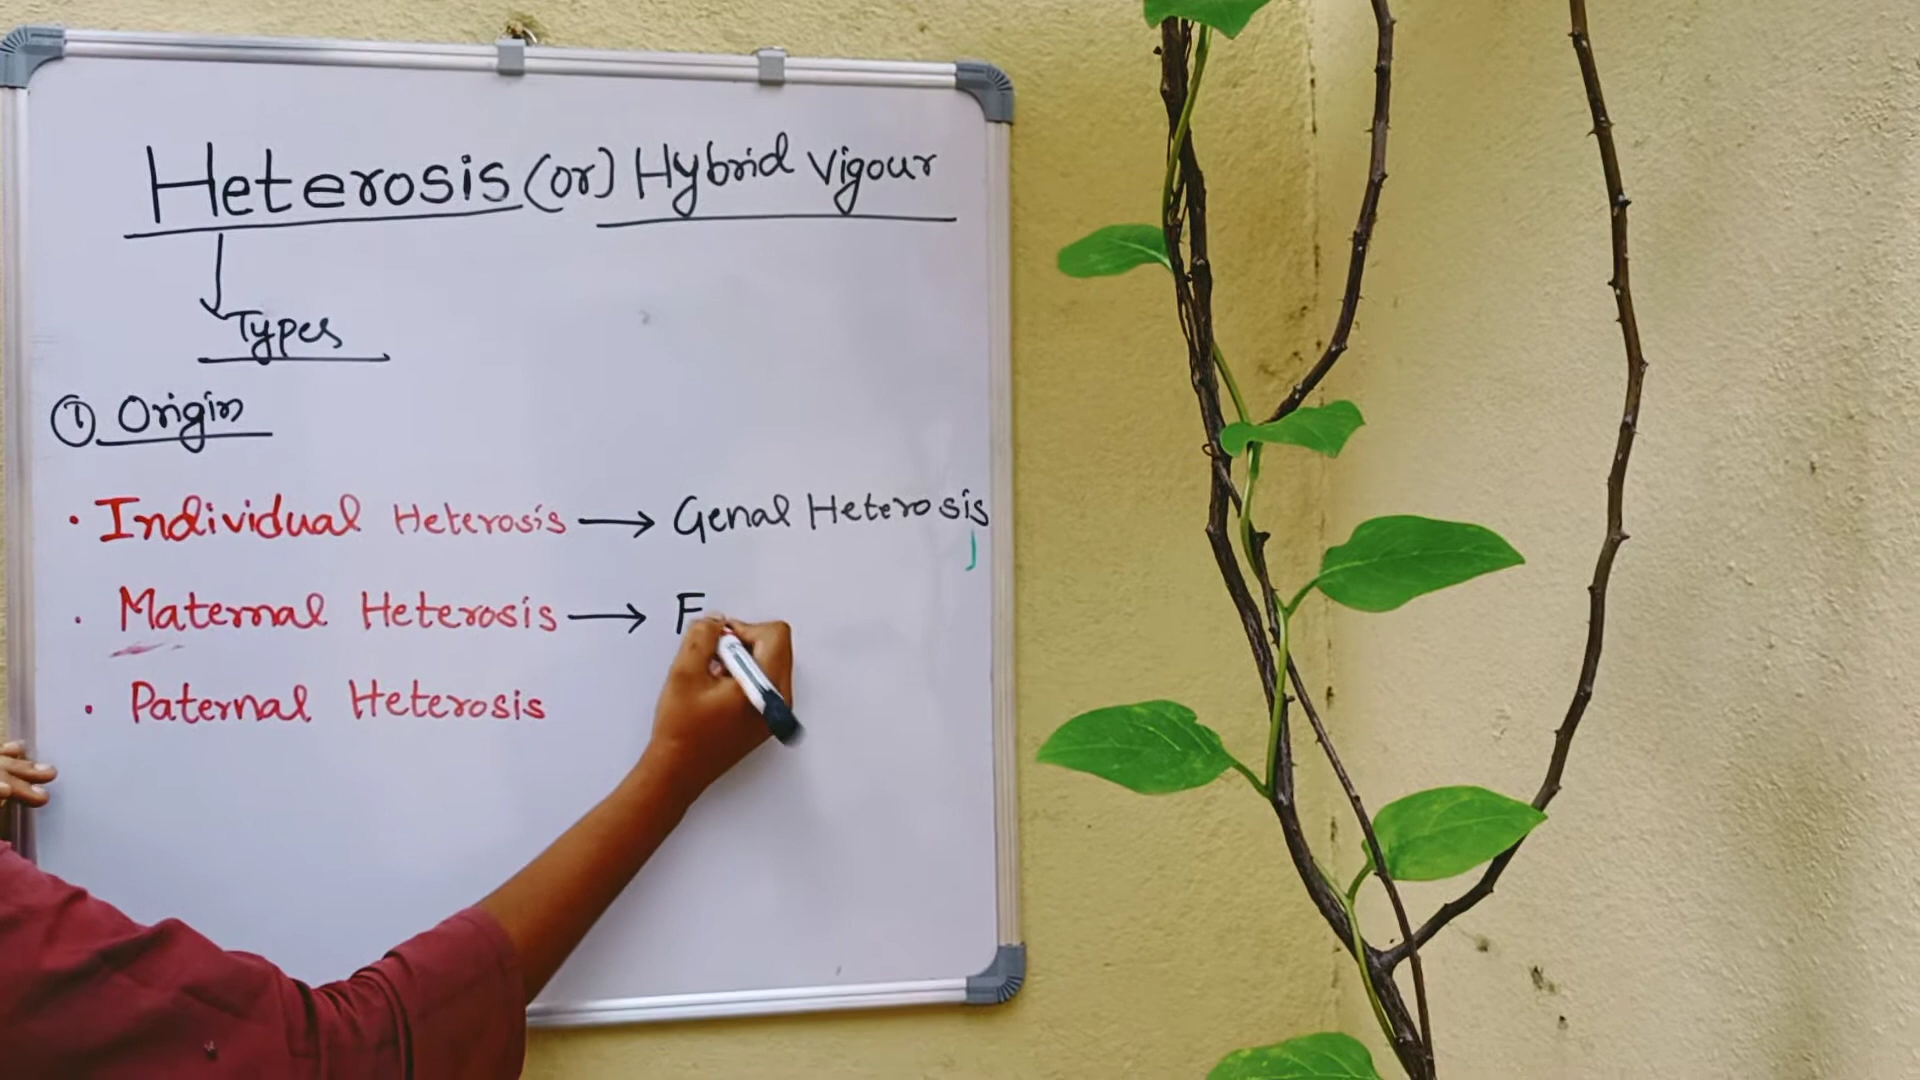 Heterosis (or) Hybrid Vigour
Types
① Origin
• Individual Heterosis → Genal Heterosis
• Maternal Heterosis → F
• Paternal Heterosis